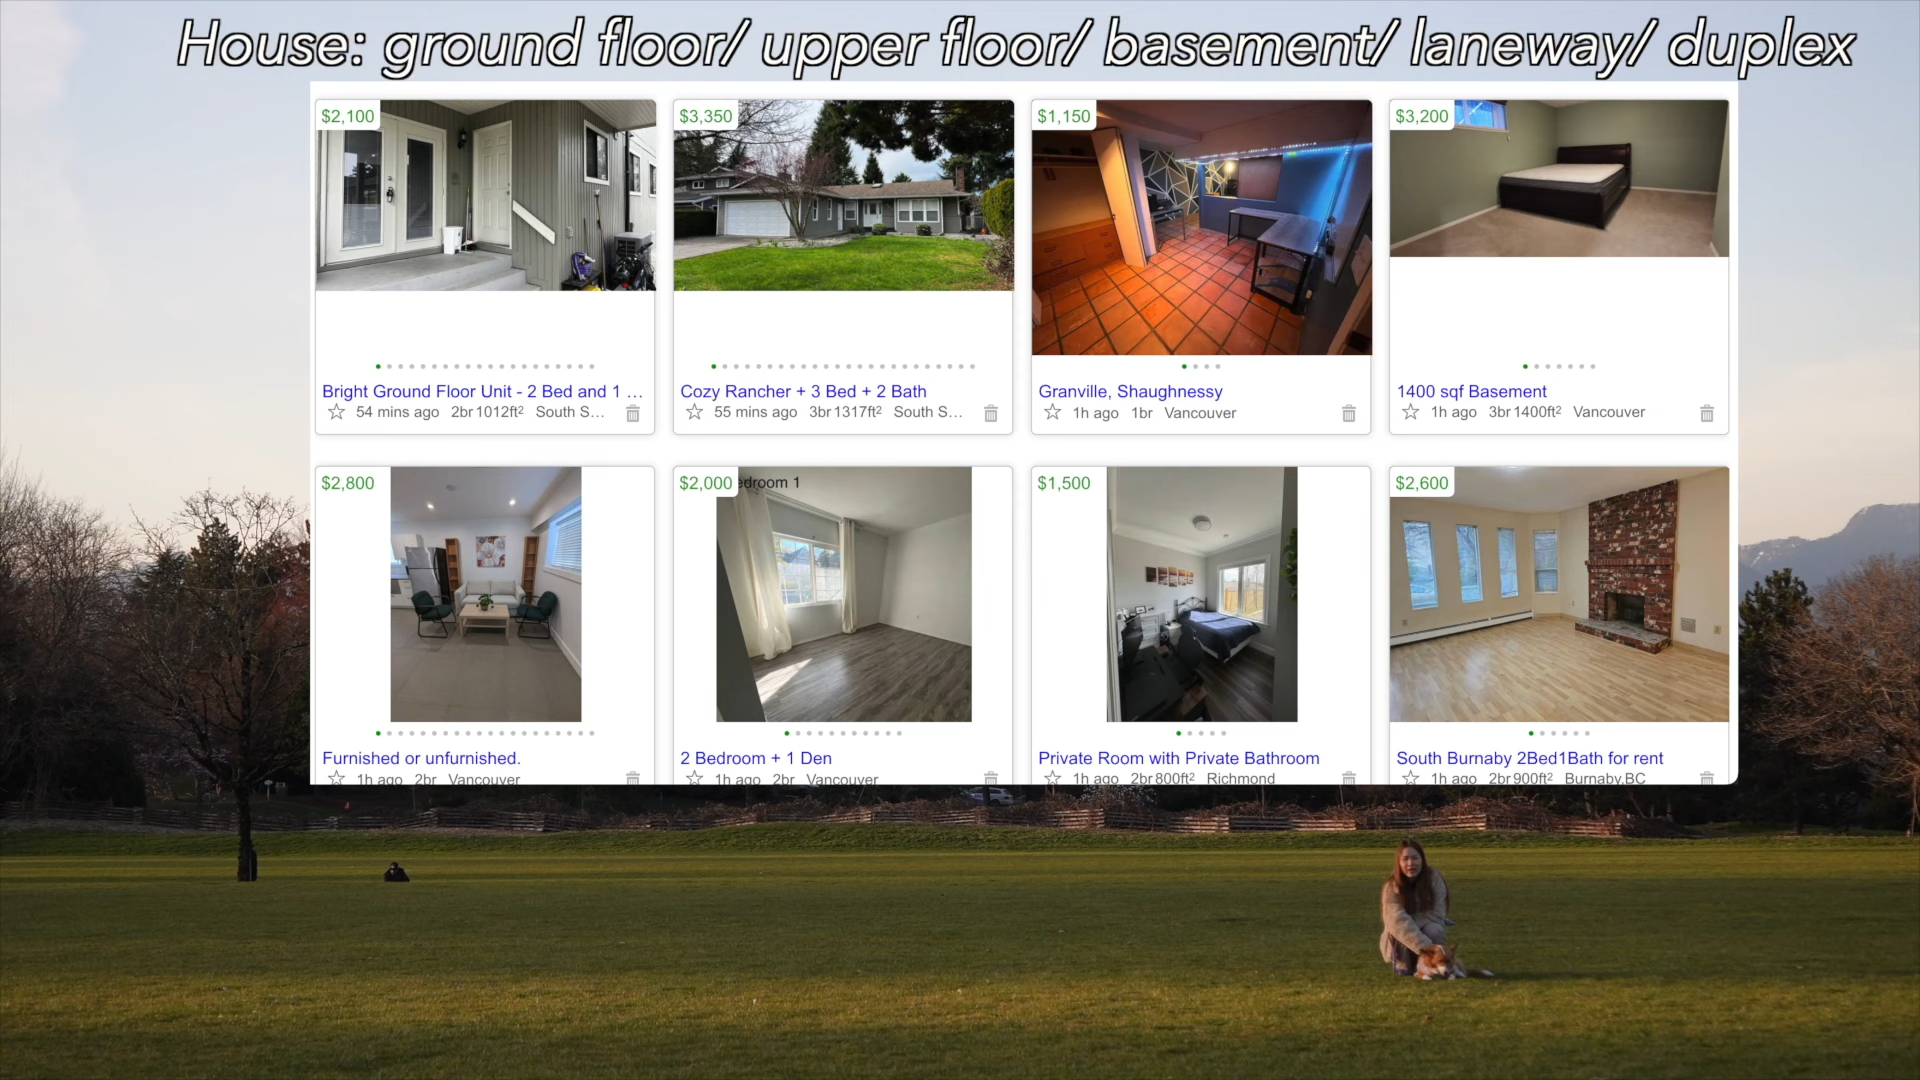 House: ground floor/ upper floor/ basement/ laneway/ duplex
$2,100
$3,350
$1,150
$3,200
Bright Ground Floor Unit - 2 Bed and 1 …
54 mins ago 2br 1012ft² South S…
Cozy Rancher + 3 Bed + 2 Bath
55 mins ago 3br 1317ft² South S…
Granville, Shaughnessy
1h ago 1br Vancouver
1400 sqf Basement
1h ago 3br 1400ft² Vancouver
$2,800
$2,000 edroom 1
$1,500
$2,600
Furnished or unfurnished.
1h ago 2br Vancouver
2 Bedroom + 1 Den
1h ago 2br Vancouver
Private Room with Private Bathroom
1h ago 2br 800ft² Richmond
South Burnaby 2Bed1Bath for rent
1h ago 2br 900ft² Burnaby,BC